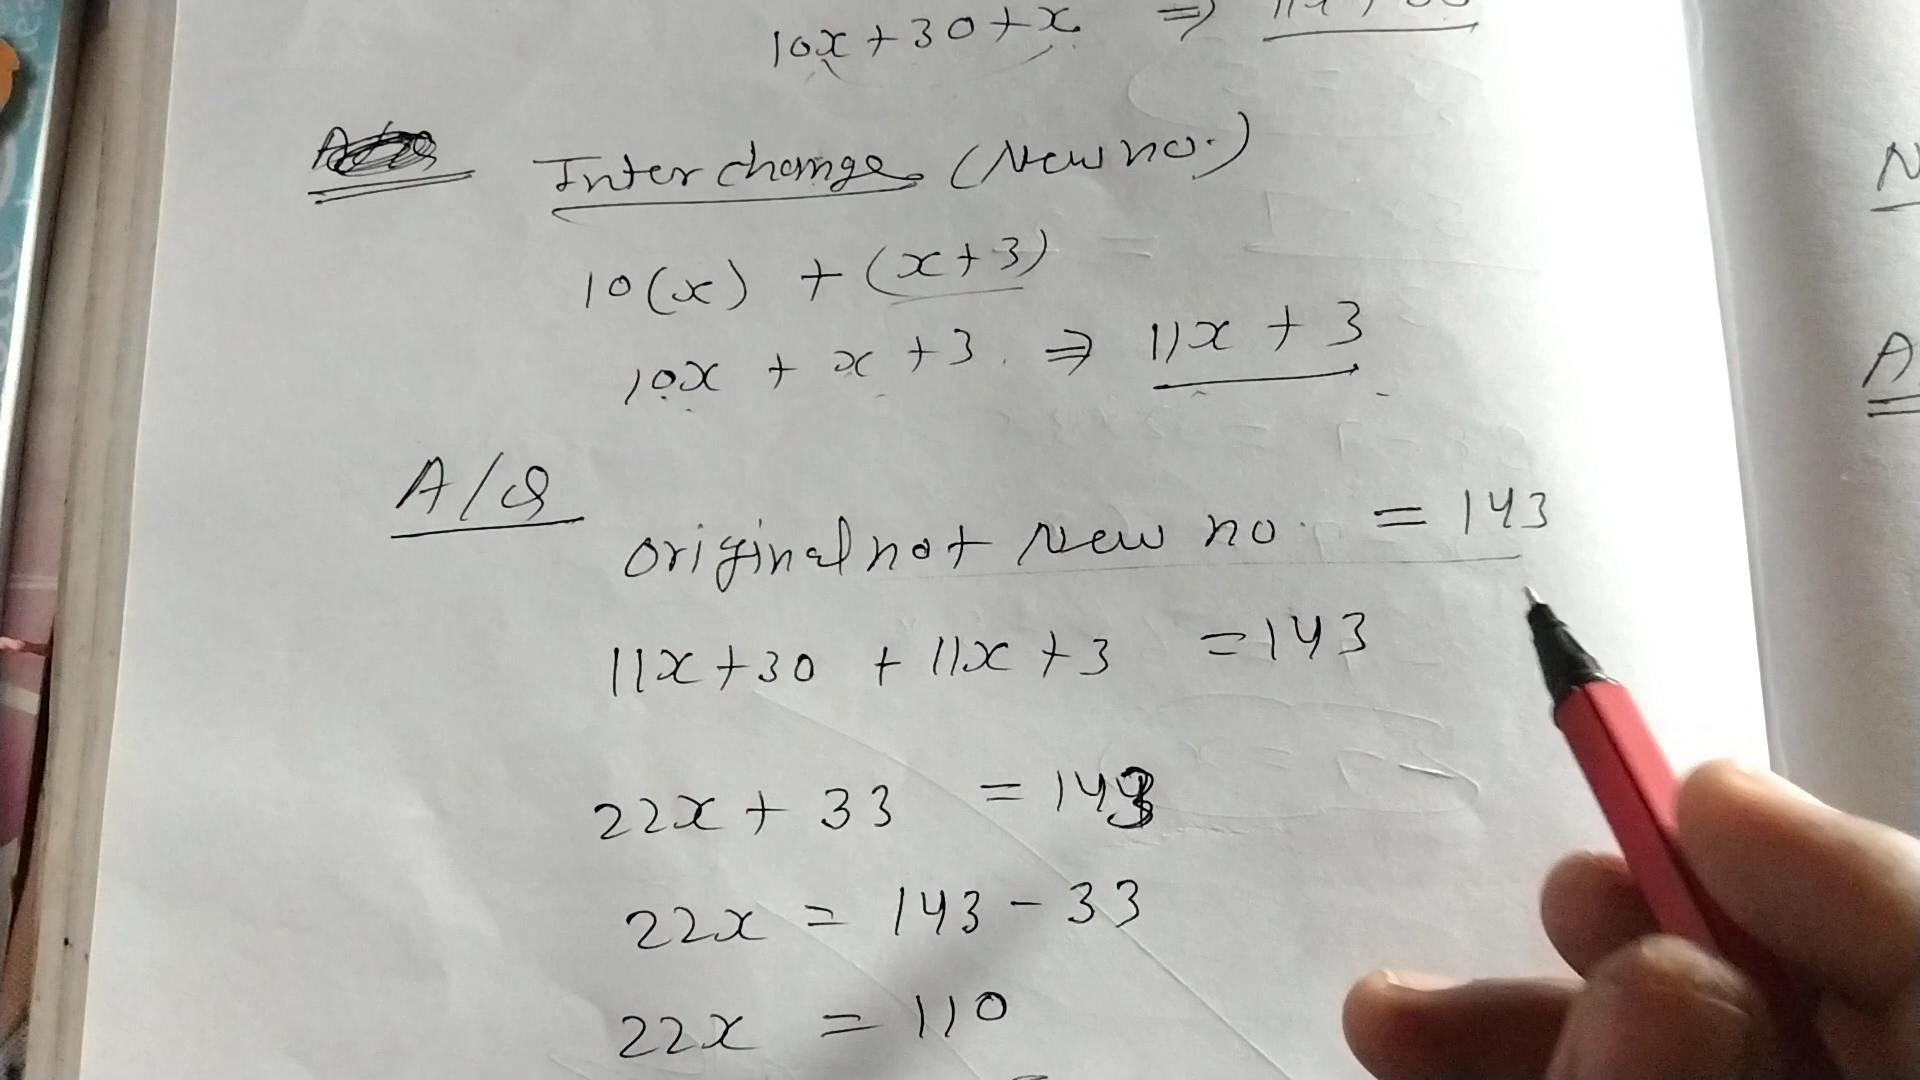 10x + 30 + x ⇒
Interchange (New no.)
10(x) + (x+3)
10x + x + 3 ⇒ 11x + 3
A/Q
original no + New no. = 143
11x + 30 + 11x + 3 = 143
22x + 33 = 143
22x = 143 - 33
22x = 110
N
A